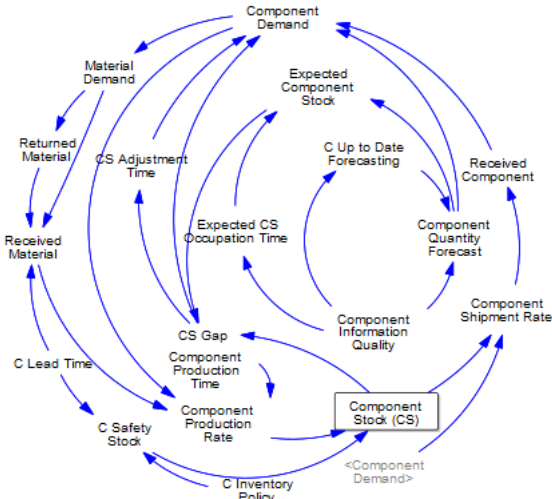 Component
Demand
Material
Demand
Expected
Component
Stock
Returned
Material
CS Adjustment
Time
C Up to Date
Forecasting
Received
Component
Received
Material
Expected CS
Occupation Time
Component
Quantity
Forecast
Component
Shipment Rate
Component
Information
Quality
CS Gap
Component
Production Time
C Lead Time
C Safety
Stock
Component
Production
Rate
Component
Stock (CS)
<Component
Demand>
C Inventory
Policy